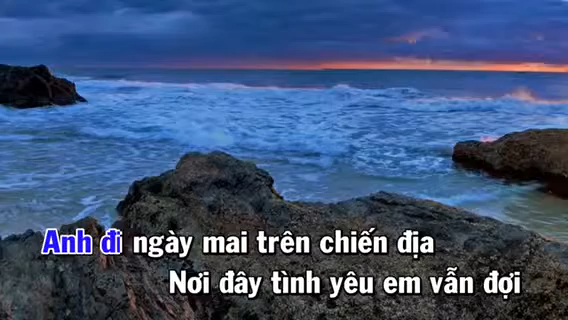 Anh đi ngày mai trên chiến địa
Nơi đây tình yêu em vẫn đợi